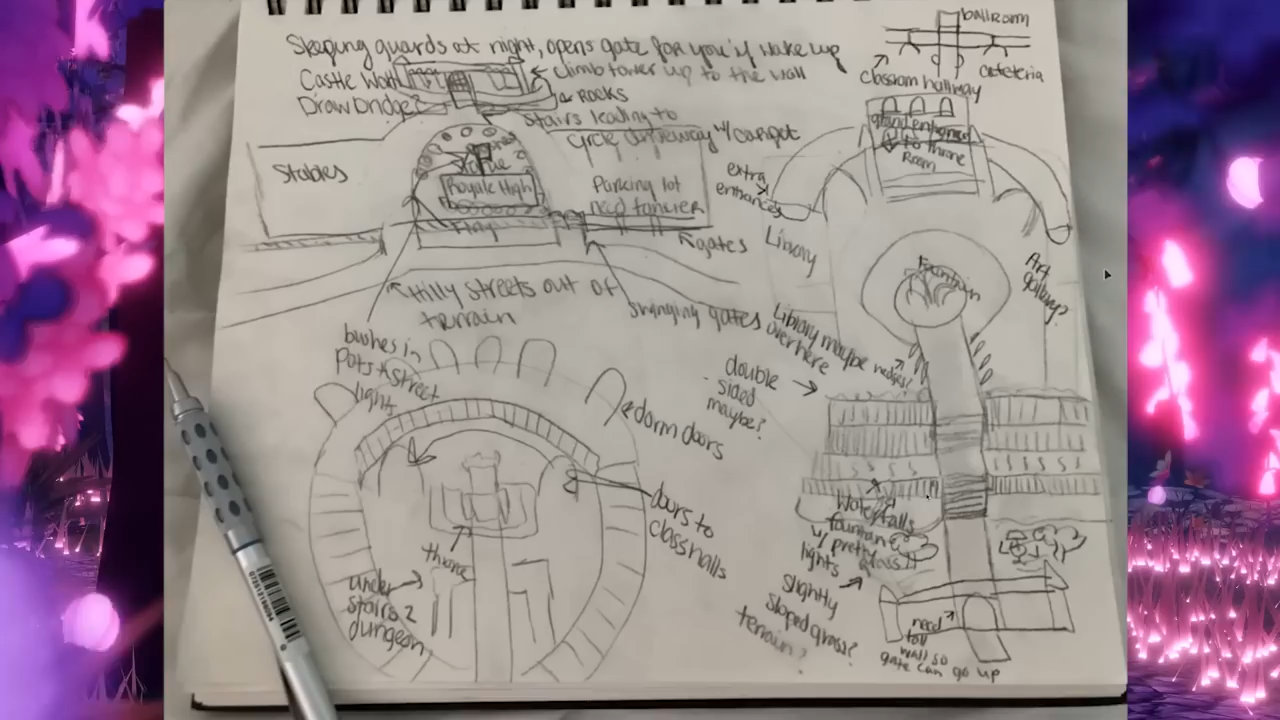 Sleeping guards at night, opens gate for you if wake up
Castle Wall
Drawbridge?
climb tower up to the wall
rocks
stairs leading to
circle driveway w/ carpet
Stables
Statue
Royale High
Parking lot
need fancier
gates
Hilly streets out of
terrain
swinging gates
bushes in
pots + street
light
dorm doors
doors to
class halls
throne
under
stairs 2
dungeon
ballroom
cafeteria
classroom hallway
grand entrance
to throne
Room
extra
entrances
Library
Fountain
Art
gallery?
Library maybe
over here
hedges!
double
sided
maybe?
Waterfalls
fountain
w/ pretty
lights
slightly
sloped grass?
terrain?
need
tall
wall so
gate can go up